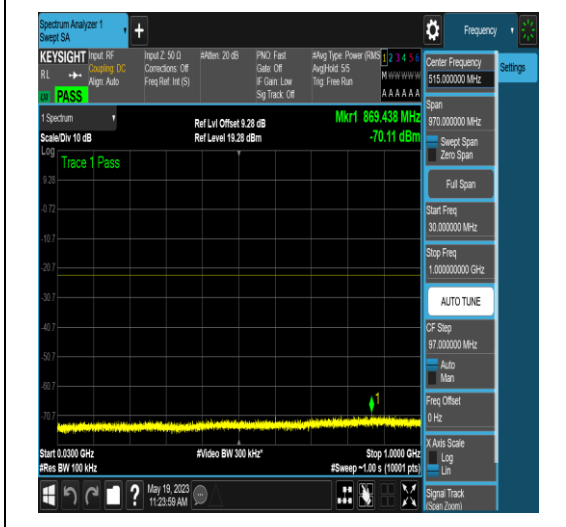 Spectrum Analyzer 1
Swept SA
+
Frequency
KEYSIGHT
Input: RF
Coupling: DC
Align: Auto
Input Z: 50 Ω
Corrections: Off
Freq Ref: Int (S)
#Atten: 20 dB
PNO: Fast
Gate: Off
IF Gain: Low
Sig Track: Off
#Avg Type: Power (RMS)
Avg|Hold: 5/5
Trig: Free Run
1 2 3 4 5 6
M W W W W W
A A A A A A
RL
PASS
1 Spectrum
Scale/Div 10 dB
Ref Lvl Offset 9.28 dB
Ref Level 19.28 dBm
Mkr1 869.438 MHz
-70.11 dBm
Log
Trace 1 Pass
9.28
-0.72
-10.7
-20.7
-30.7
-40.7
-50.7
-60.7
-70.7
1
Start 0.0300 GHz
#Res BW 100 kHz
#Video BW 300 kHz*
Stop 1.0000 GHz
#Sweep ~1.00 s (10001 pts)
?
May 19, 2023
11:23:59 AM
Center Frequency
515.000000 MHz
Settings
Span
970.000000 MHz
Swept Span
Zero Span
Full Span
Start Freq
30.000000 MHz
Stop Freq
1.000000000 GHz
AUTO TUNE
CF Step
97.000000 MHz
Auto
Man
Freq Offset
0 Hz
X Axis Scale
Log
Lin
Signal Track
(Span Zoom)